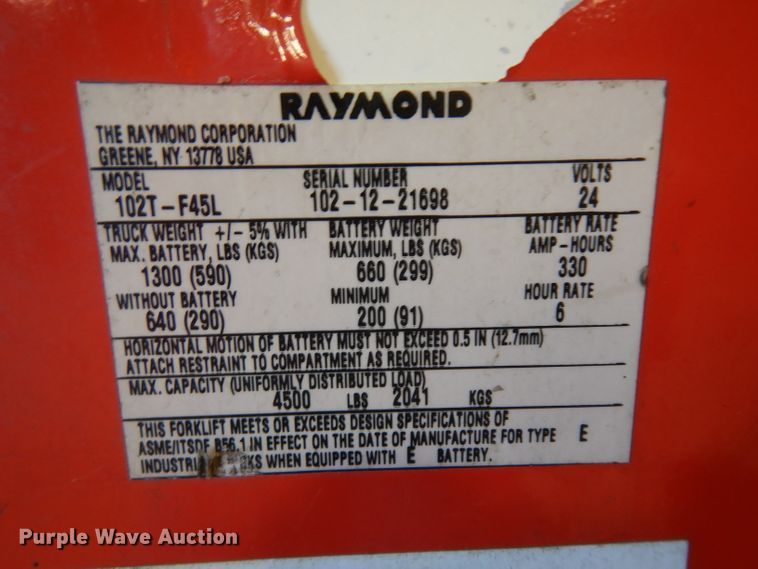 RAYMOND
THE RAYMOND CORPORATION
GREENE, NY 13778 USA
MODEL SERIAL NUMBER VOLTS
102T-F45L 102-12-21698 24
TRUCK WEIGHT +/- 5% WITH BATTERY WEIGHT BATTERY RATE
MAX. BATTERY, LBS (KGS) MAXIMUM, LBS (KGS) AMP-HOURS
1300 (590) 660 (299) 330
WITHOUT BATTERY MINIMUM HOUR RATE
640 (290) 200 (91) 6
HORIZONTAL MOTION OF BATTERY MUST NOT EXCEED 0.5 IN (12.7mm)
ATTACH RESTRAINT TO COMPARTMENT AS REQUIRED.
MAX. CAPACITY (UNIFORMLY DISTRIBUTED LOAD)
4500 LBS 2041 KGS
THIS FORKLIFT MEETS OR EXCEEDS DESIGN SPECIFICATIONS OF
ASME/ITSDF B56.1 IN EFFECT ON THE DATE OF MANUFACTURE FOR TYPE E
WHEN EQUIPPED WITH E BATTERY.
Purple Wave Auction